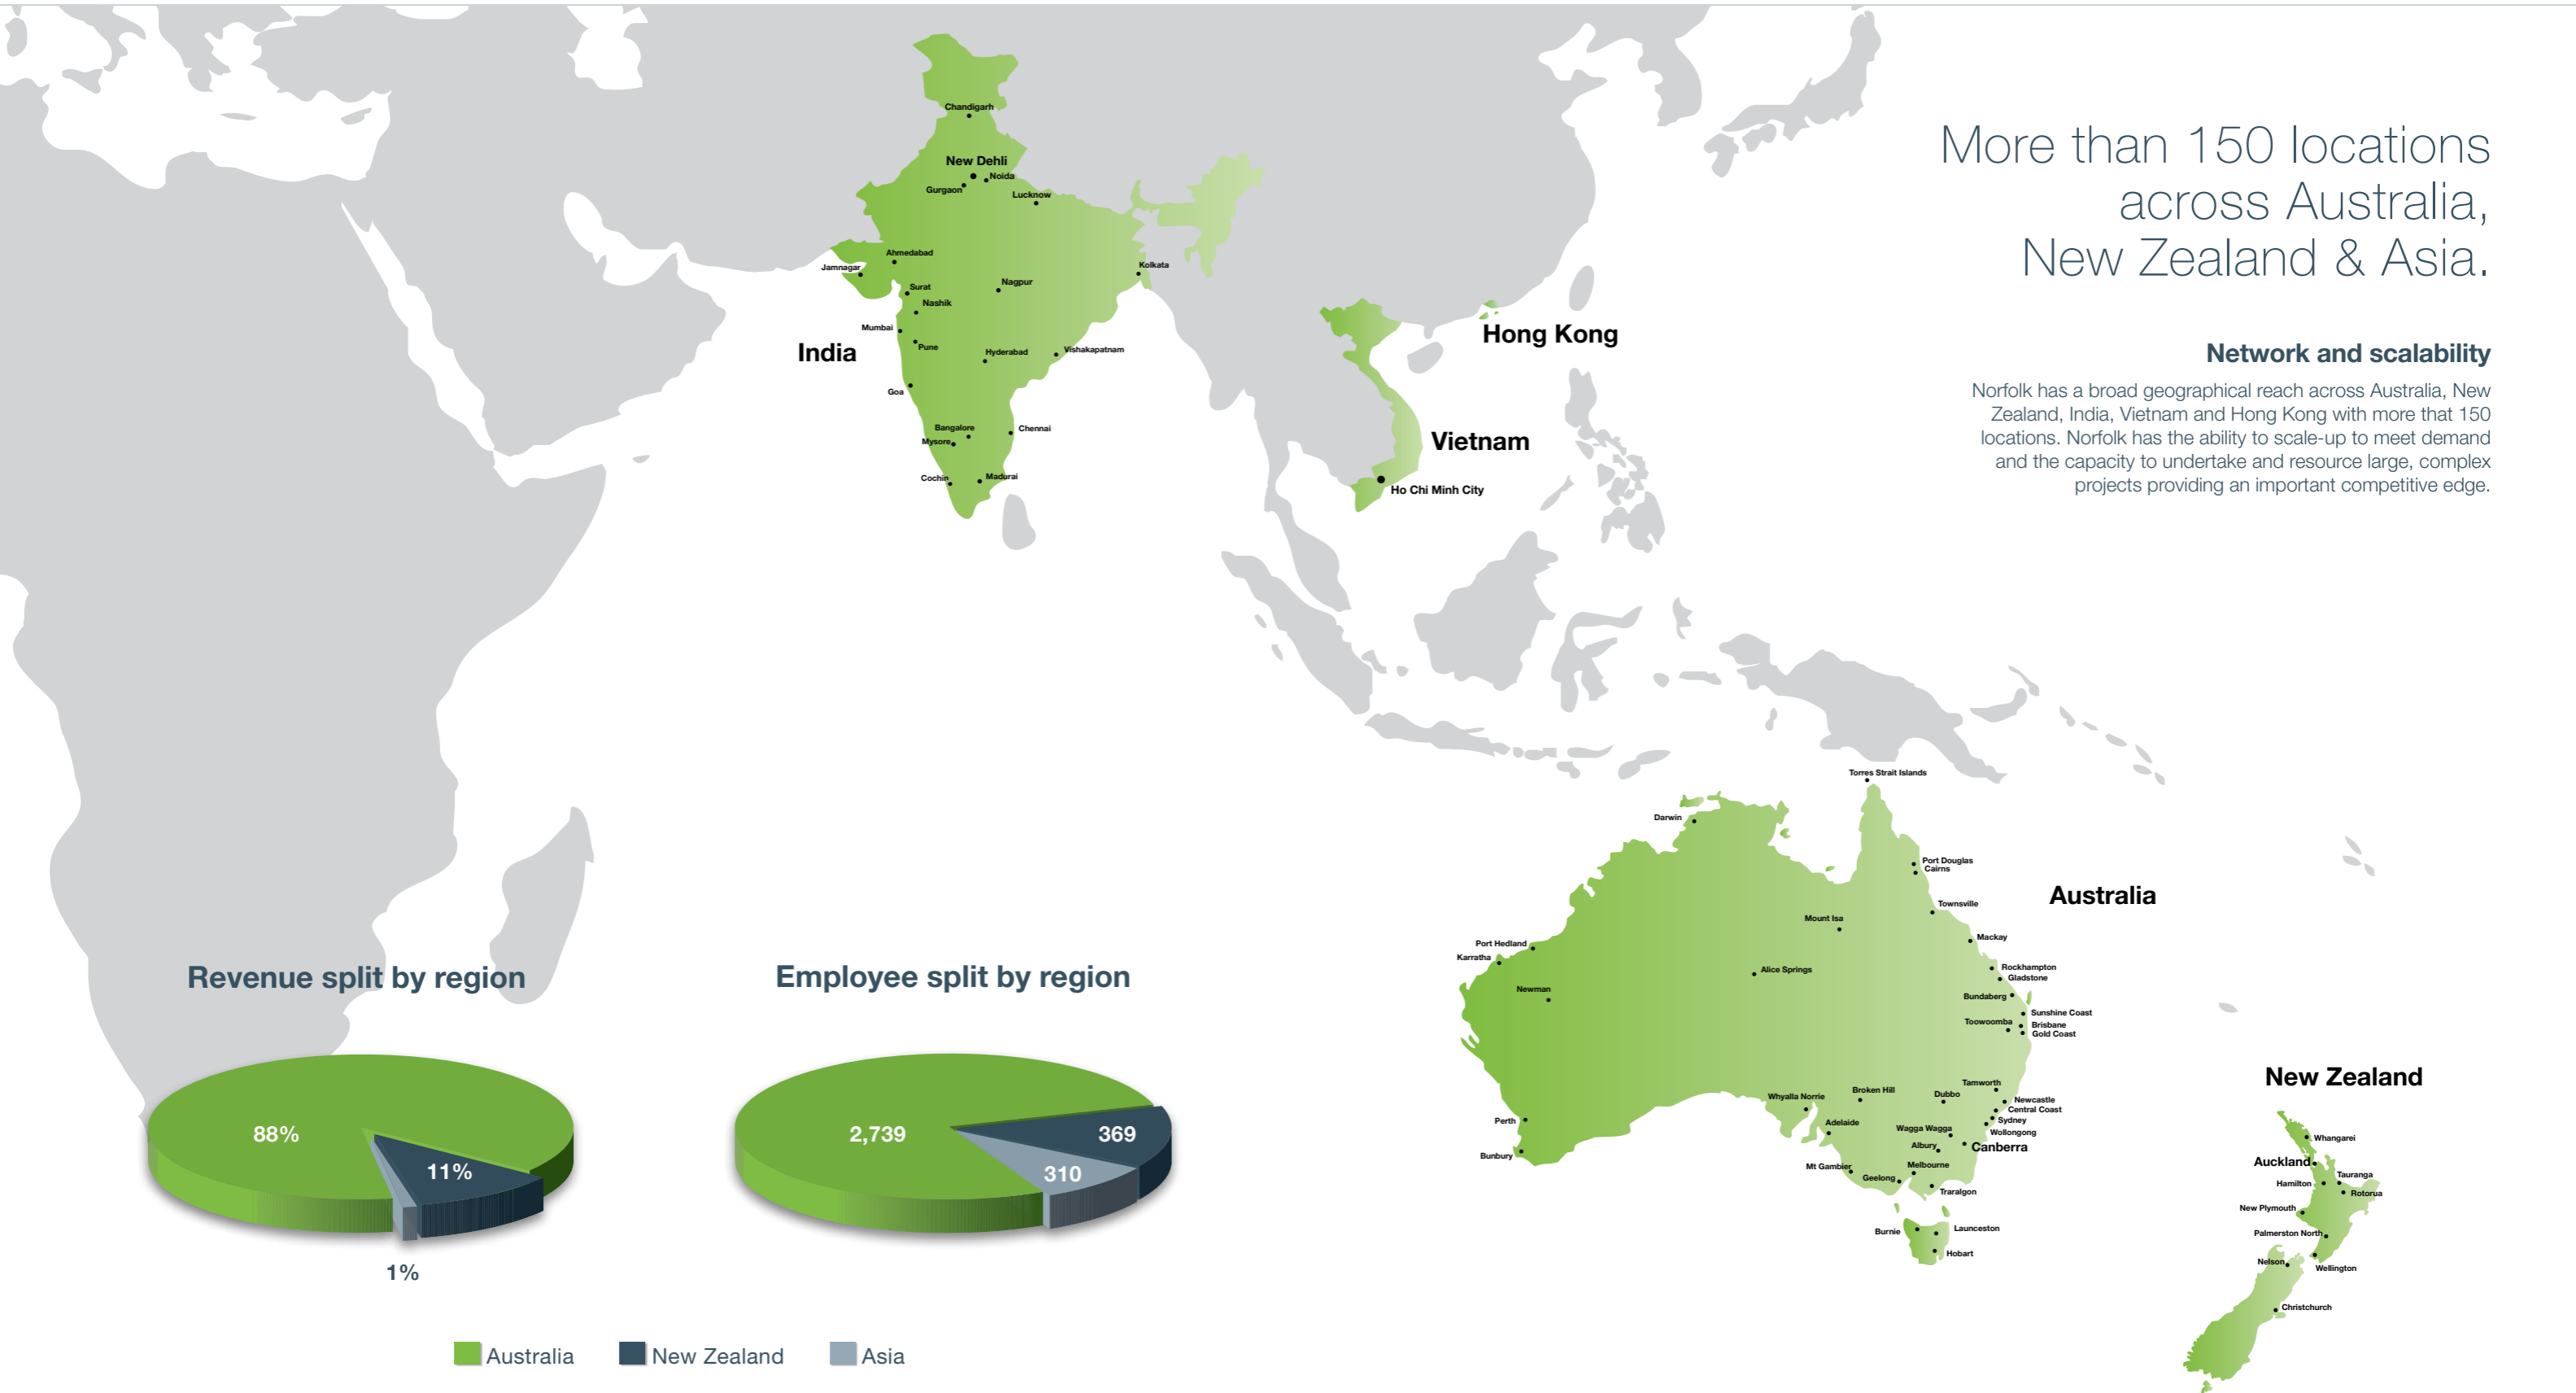 More than 150 locations
across Australia,
New Zealand & Asia.
Network and scalability
Norfolk has a broad geographical reach across Australia, New
Zealand, India, Vietnam and Hong Kong with more that 150
locations. Norfolk has the ability to scale-up to meet demand
and the capacity to undertake and resource large, complex
projects providing an important competitive edge.
India
Chandigarh
New Dehli
Noida
Gurgaon
Lucknow
Ahmedabad
Jamnagar
Kolkata
Surat
Nagpur
Nashik
Mumbai
Pune
Hyderabad
Vishakapatnam
Goa
Bangalore
Chennai
Mysore
Cochin
Madurai
Hong Kong
Vietnam
Ho Chi Minh City
Australia
Torres Strait Islands
Darwin
Port Douglas
Cairns
Townsville
Mount Isa
Mackay
Port Hedland
Karratha
Alice Springs
Rockhampton
Gladstone
Newman
Bundaberg
Sunshine Coast
Toowoomba
Brisbane
Gold Coast
Tamworth
Broken Hill
Dubbo
Whyalla Norrie
Newcastle
Central Coast
Perth
Adelaide
Sydney
Wagga Wagga
Wollongong
Albury
Canberra
Bunbury
Mt Gambier
Melbourne
Geelong
Traralgon
Burnie
Launceston
Hobart
New Zealand
Whangarei
Auckland
Tauranga
Hamilton
Rotorua
New Plymouth
Palmerston North
Nelson
Wellington
Christchurch
Revenue split by region
88%
11%
1%
Employee split by region
2,739
369
310
Australia
New Zealand
Asia